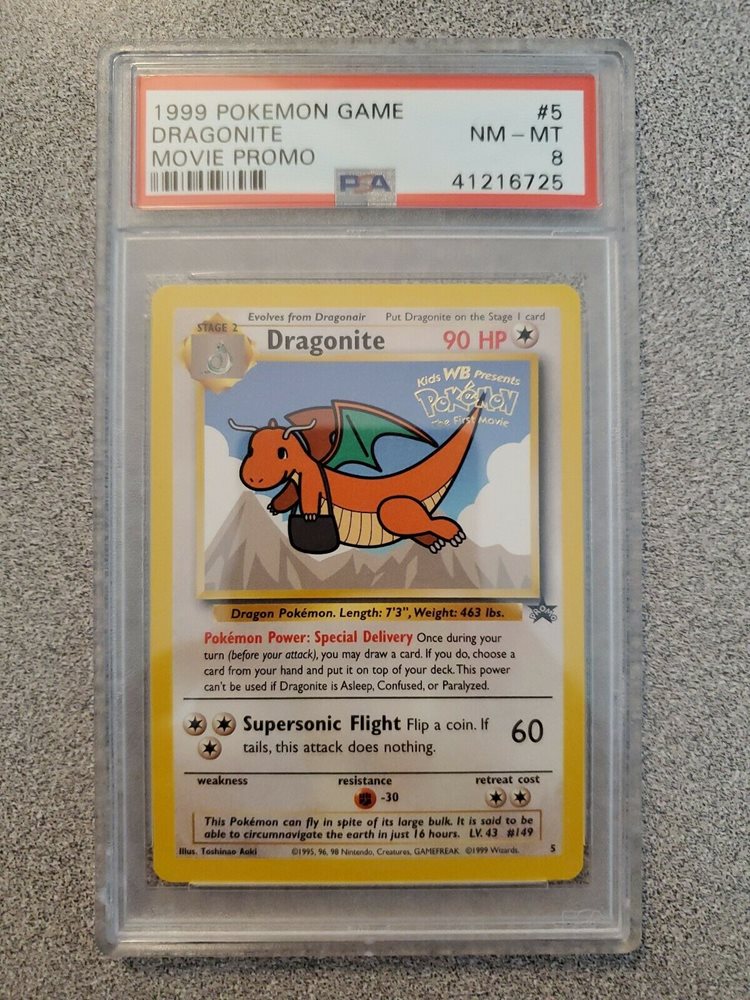 1999 POKEMON GAME #5
DRAGONITE NM - MT
MOVIE PROMO 8
PSA 41216725
Evolves from Dragonair Put Dragonite on the Stage 1 card
STAGE 2
Dragonite 90 HP
Kids WB Presents
POKéMON
The First Movie
Dragon Pokémon. Length: 7'3", Weight: 463 lbs.
PROMO
Pokémon Power: Special Delivery Once during your
turn (before your attack), you may draw a card. If you do, choose a
card from your hand and put it on top of your deck. This power
can't be used if Dragonite is Asleep, Confused, or Paralyzed.
Supersonic Flight Flip a coin. If
tails, this attack does nothing.
60
weakness resistance retreat cost
-30
This Pokémon can fly in spite of its large bulk. It is said to be
able to circumnavigate the earth in just 16 hours. LV. 43 #149
Illus. Toshinao Aoki ©1995, 96, 98 Nintendo, Creatures, GAMEFREAK ©1999 Wizards. 5